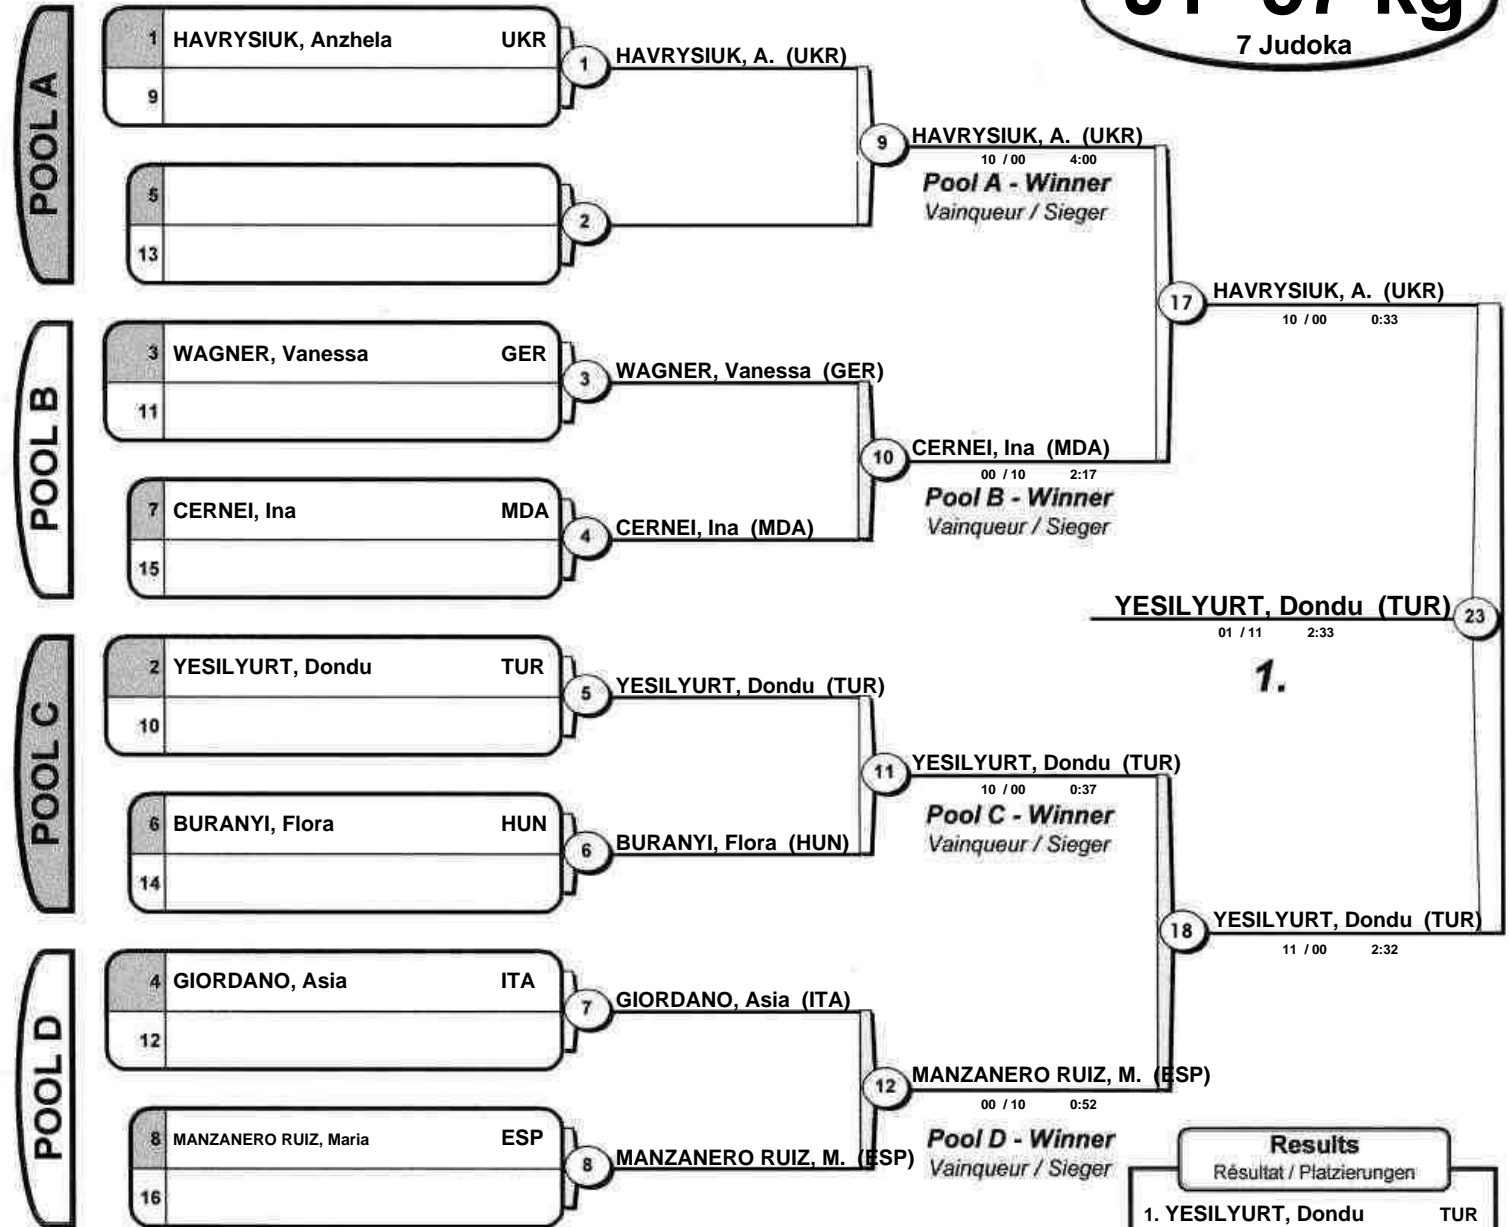 7 Judoka
POOL A
1 HAVRYSIUK, Anzhela UKR
9
1 HAVRYSIUK, A. (UKR)
5
13
2
9 HAVRYSIUK, A. (UKR)
10 / 00 4:00
Pool A - Winner
Vainqueur / Sieger
17 HAVRYSIUK, A. (UKR)
10 / 00 0:33
POOL B
3 WAGNER, Vanessa GER
11
3 WAGNER, Vanessa (GER)
7 CERNEI, Ina MDA
15
4 CERNEI, Ina (MDA)
10 CERNEI, Ina (MDA)
00 / 10 2:17
Pool B - Winner
Vainqueur / Sieger
YESILYURT, Dondu (TUR) 23
01 / 11 2:33
1.
POOL C
2 YESILYURT, Dondu TUR
10
5 YESILYURT, Dondu (TUR)
6 BURANYI, Flora HUN
14
6 BURANYI, Flora (HUN)
11 YESILYURT, Dondu (TUR)
10 / 00 0:37
Pool C - Winner
Vainqueur / Sieger
18 YESILYURT, Dondu (TUR)
11 / 00 2:32
POOL D
4 GIORDANO, Asia ITA
12
7 GIORDANO, Asia (ITA)
8 MANZANERO RUIZ, Maria ESP
16
8 MANZANERO RUIZ, M. (ESP)
12 MANZANERO RUIZ, M. (ESP)
00 / 10 0:52
Pool D - Winner
Vainqueur / Sieger
Results
Résultat / Platzierungen
1. YESILYURT, Dondu TUR